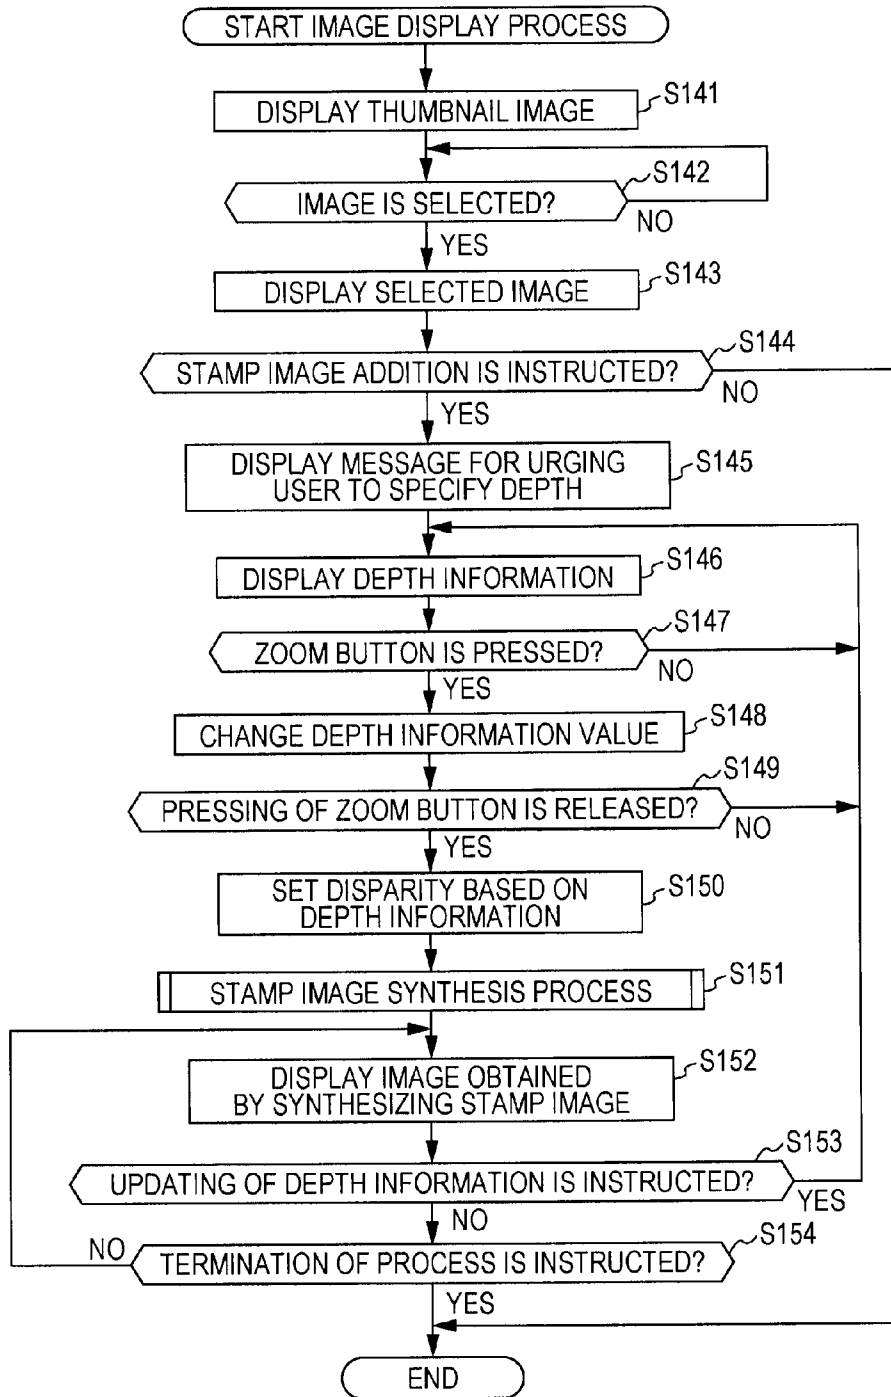 START IMAGE DISPLAY PROCESS
S141
DISPLAY THUMBNAIL IMAGE
S142
IMAGE IS SELECTED?
NO
YES
S143
DISPLAY SELECTED IMAGE
S144
STAMP IMAGE ADDITION IS INSTRUCTED?
NO
YES
DISPLAY MESSAGE FOR URGING
USER TO SPECIFY DEPTH
S145
DISPLAY DEPTH INFORMATION
S146
S147
ZOOM BUTTON IS PRESSED?
NO
YES
S148
CHANGE DEPTH INFORMATION VALUE
S149
PRESSING OF ZOOM BUTTON IS RELEASED?
NO
YES
SET DISPARITY BASED ON
DEPTH INFORMATION
S150
STAMP IMAGE SYNTHESIS PROCESS
S151
S152
DISPLAY IMAGE OBTAINED
BY SYNTHESIZING STAMP IMAGE
S153
UPDATING OF DEPTH INFORMATION IS INSTRUCTED?
YES
NO
S154
NO
TERMINATION OF PROCESS IS INSTRUCTED?
YES
END